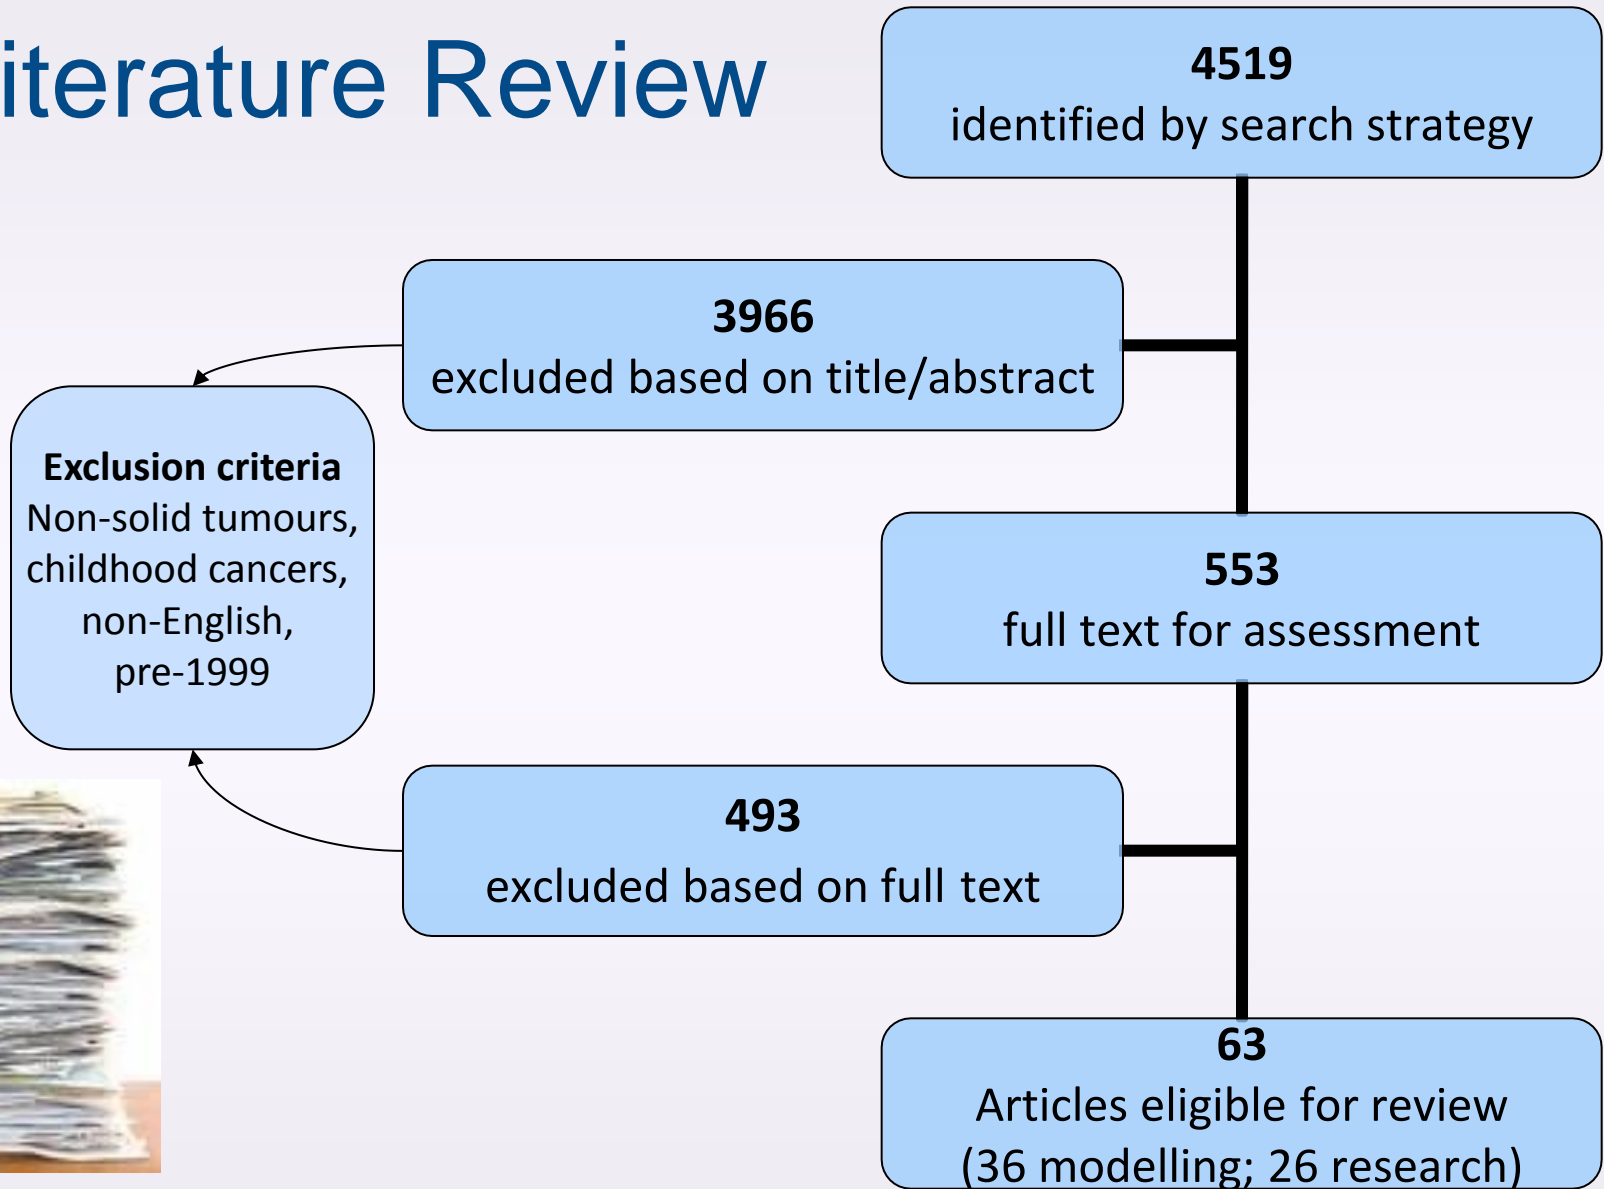 iterature Review
4519
identified by search strategy
3966
excluded based on title/abstract
Exclusion criteria
Non-solid tumours,
childhood cancers,
non-English,
pre-1999
553
full text for assessment
493
excluded based on full text
63
Articles eligible for review
(36 modelling; 26 research)